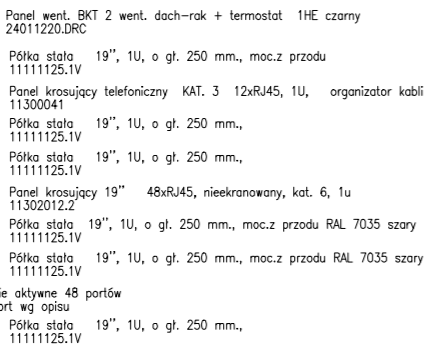 Panel went. BKT 2 went. dach-rak + termostat 1HE czarny
24011220.DRC
Półka stała 19'', 1U, o gł. 250 mm., moc.z przodu
11111125.1V
Panel krosujący telefoniczny KAT. 3 12xRJ45, 1U, organizator kabli
11300041
Półka stała 19'', 1U, o gł. 250 mm.,
11111125.1V
Półka stała 19'', 1U, o gł. 250 mm.,
11111125.1V
Panel krosujący 19'' 48xRJ45, nieekranowany, kat. 6, 1u
11302012.2
Półka stała 19'', 1U, o gł. 250 mm., moc.z przodu RAL 7035 szary
11111125.1V
Półka stała 19'', 1U, o gł. 250 mm., moc.z przodu RAL 7035 szary
11111125.1V
ie aktywne 48 portów
ort wg opisu
Półka stała 19'', 1U, o gł. 250 mm.,
11111125.1V